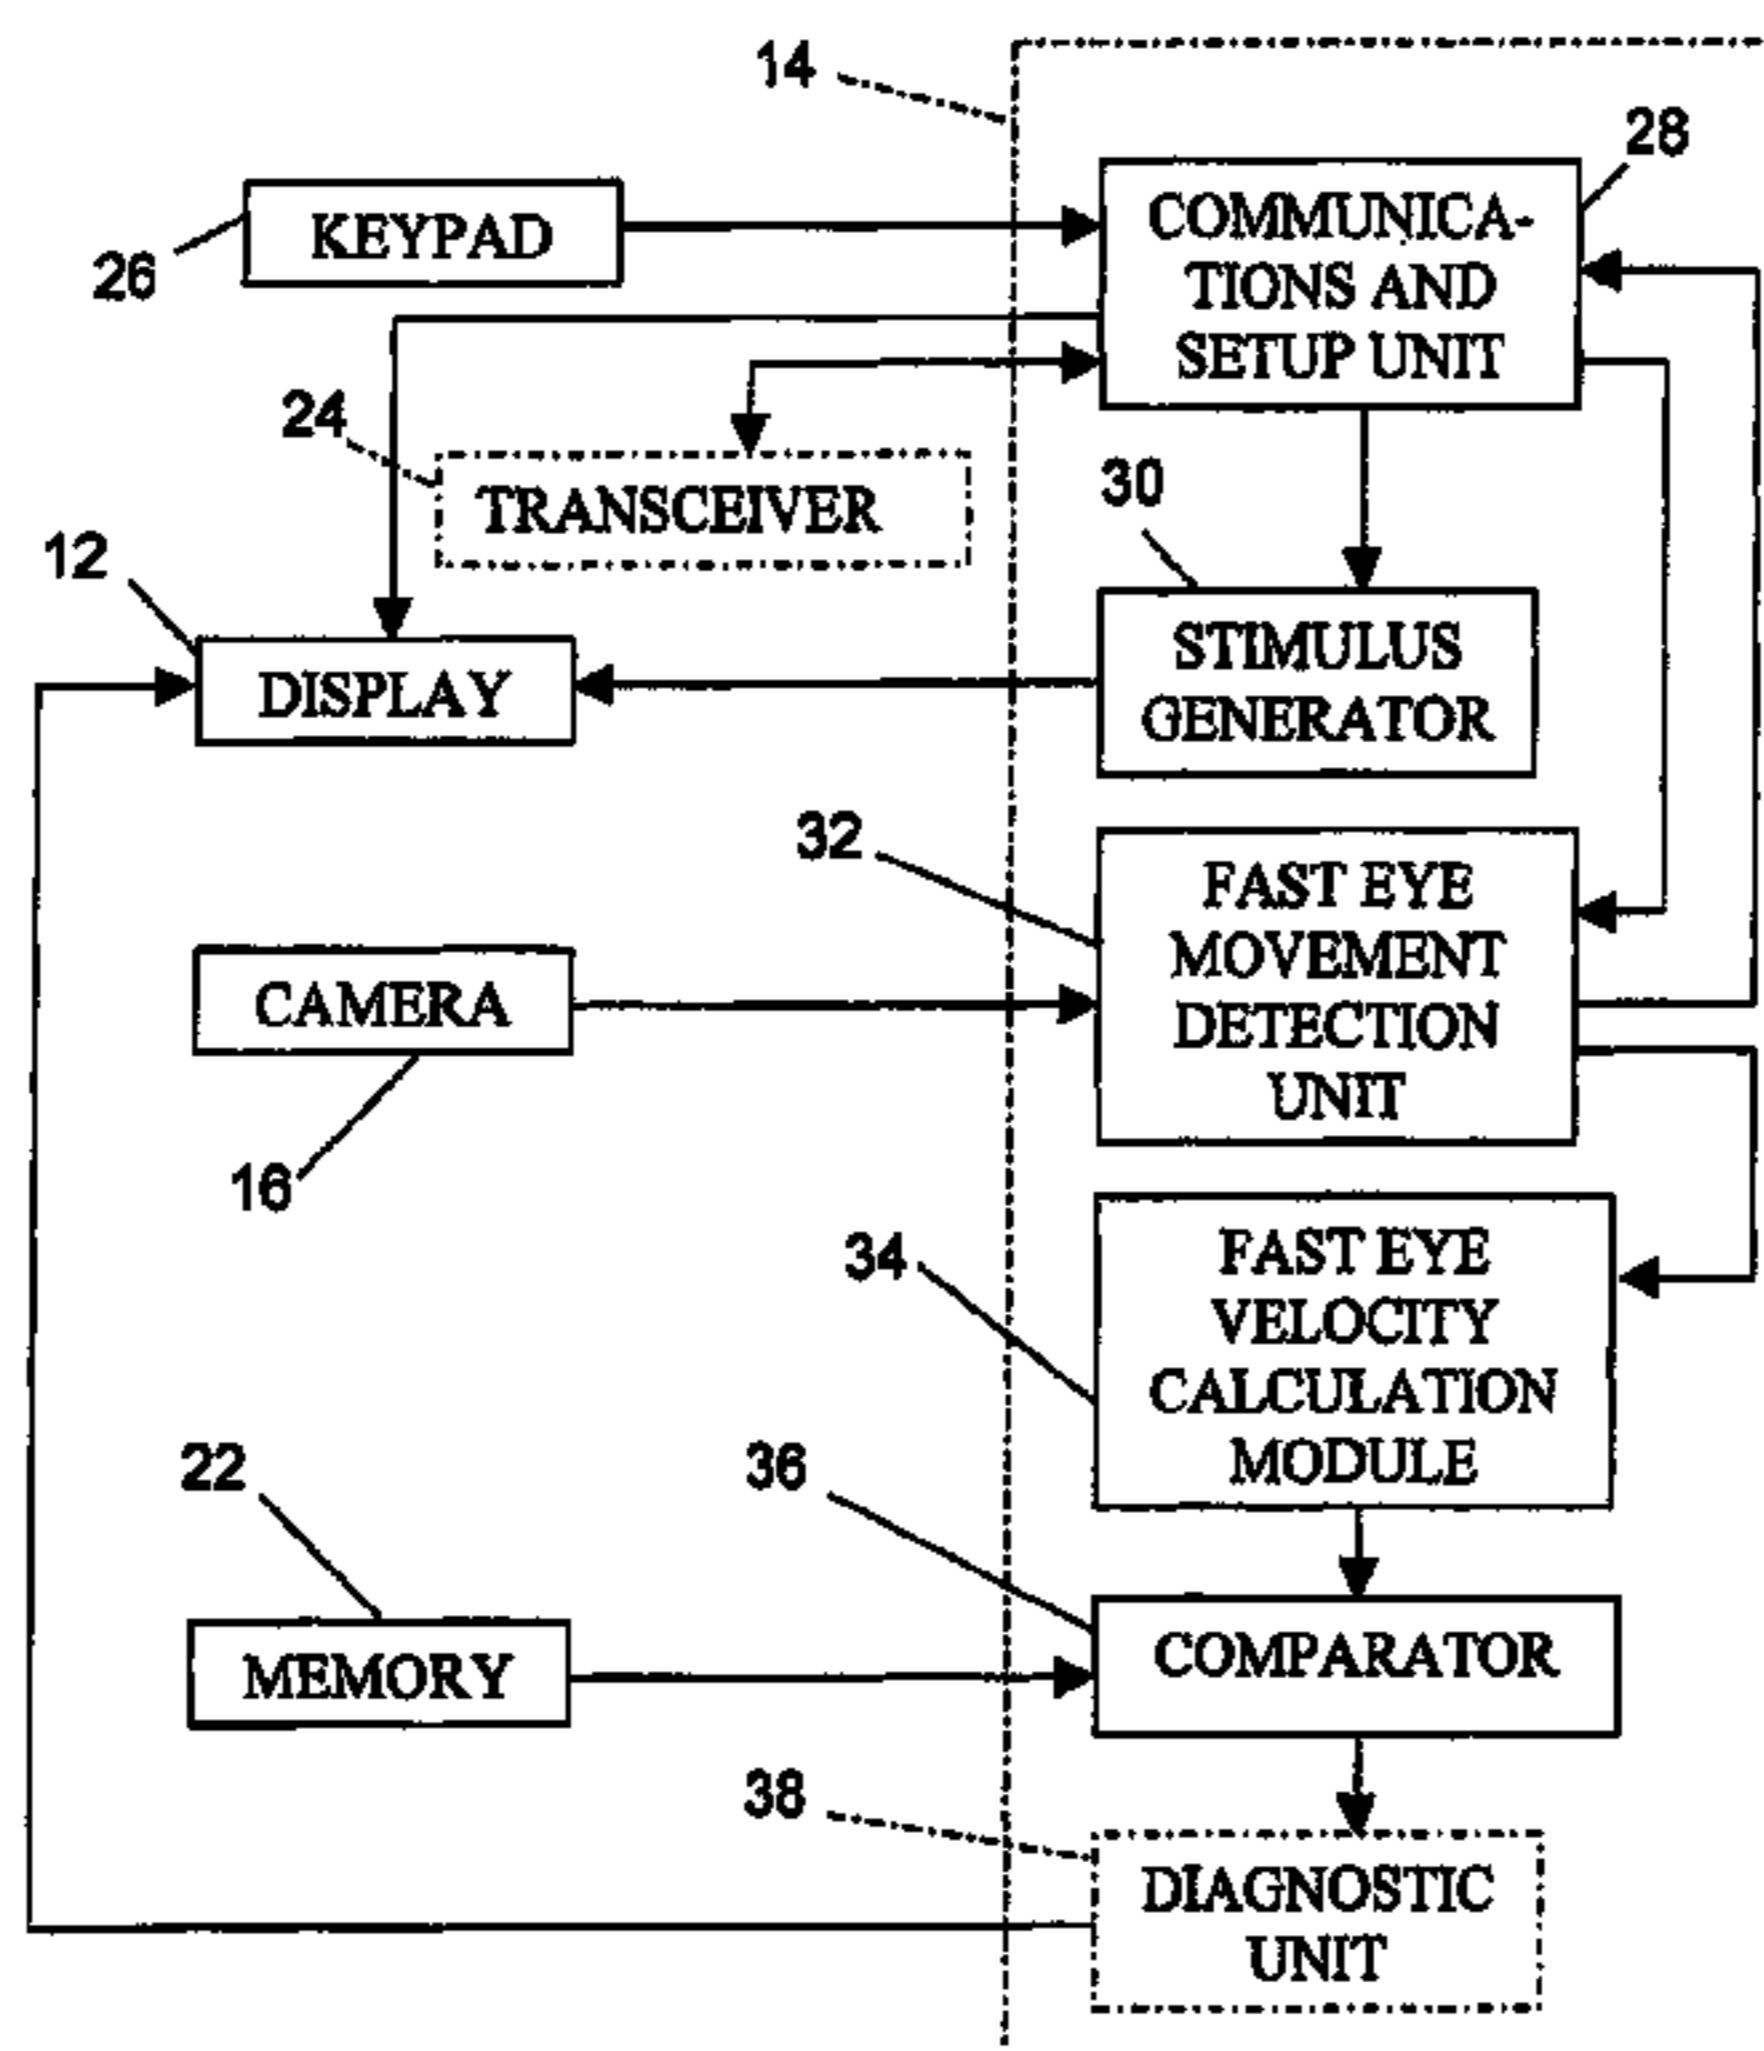 14
28
KEYPAD
26
COMMUNICA-
TIONS AND
SETUP UNIT
24
TRANSCEIVER
30
12
DISPLAY
STIMULUS
GENERATOR
32
FAST EYE
MOVEMENT
DETECTION
UNIT
CAMERA
16
34
FAST EYE
VELOCITY
CALCULATION
MODULE
22
36
MEMORY
COMPARATOR
38
DIAGNOSTIC
UNIT